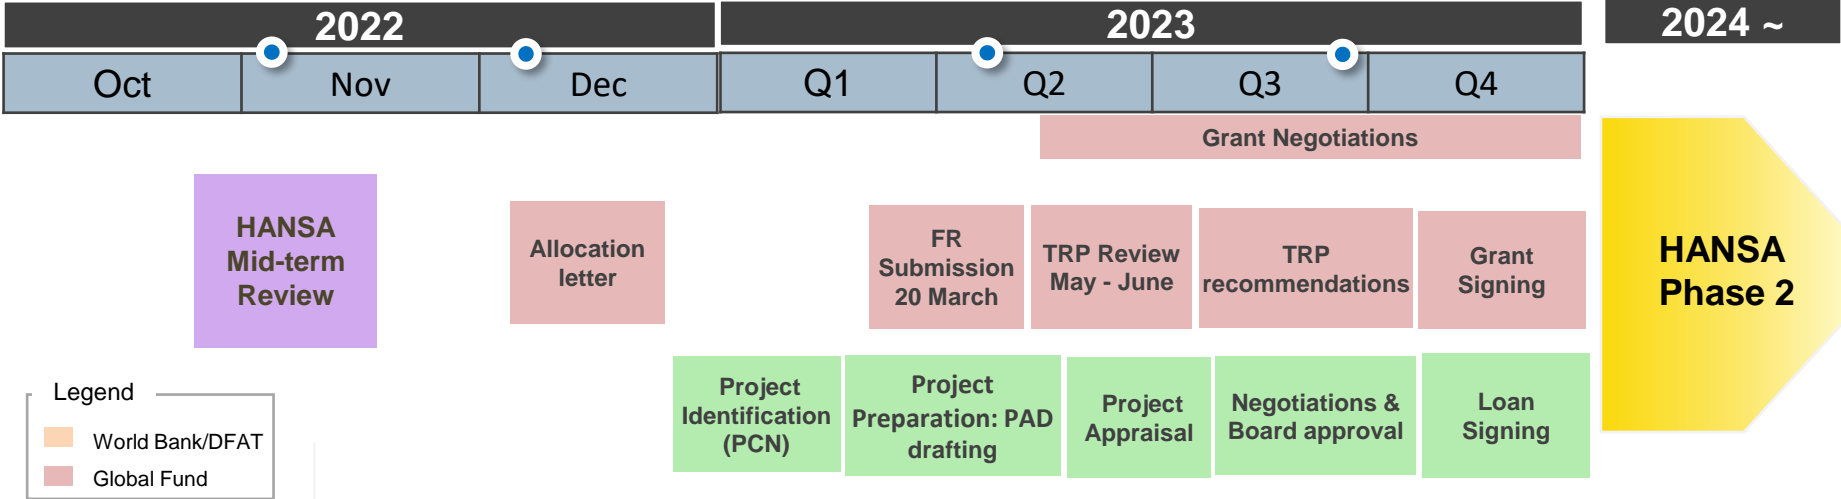 2022
2023
2024 ~
Oct
Nov
Dec
Q1
Q2
Q3
Q4
Grant Negotiations
HANSA
Mid-term
Review
Allocation
letter
FR
Submission
20 March
TRP Review
May - June
TRP
recommendations
Grant
Signing
HANSA
Phase 2
Project
Identification
(PCN)
Project
Preparation: PAD
drafting
Project
Appraisal
Negotiations &
Board approval
Loan
Signing
Legend
World Bank/DFAT
Global Fund